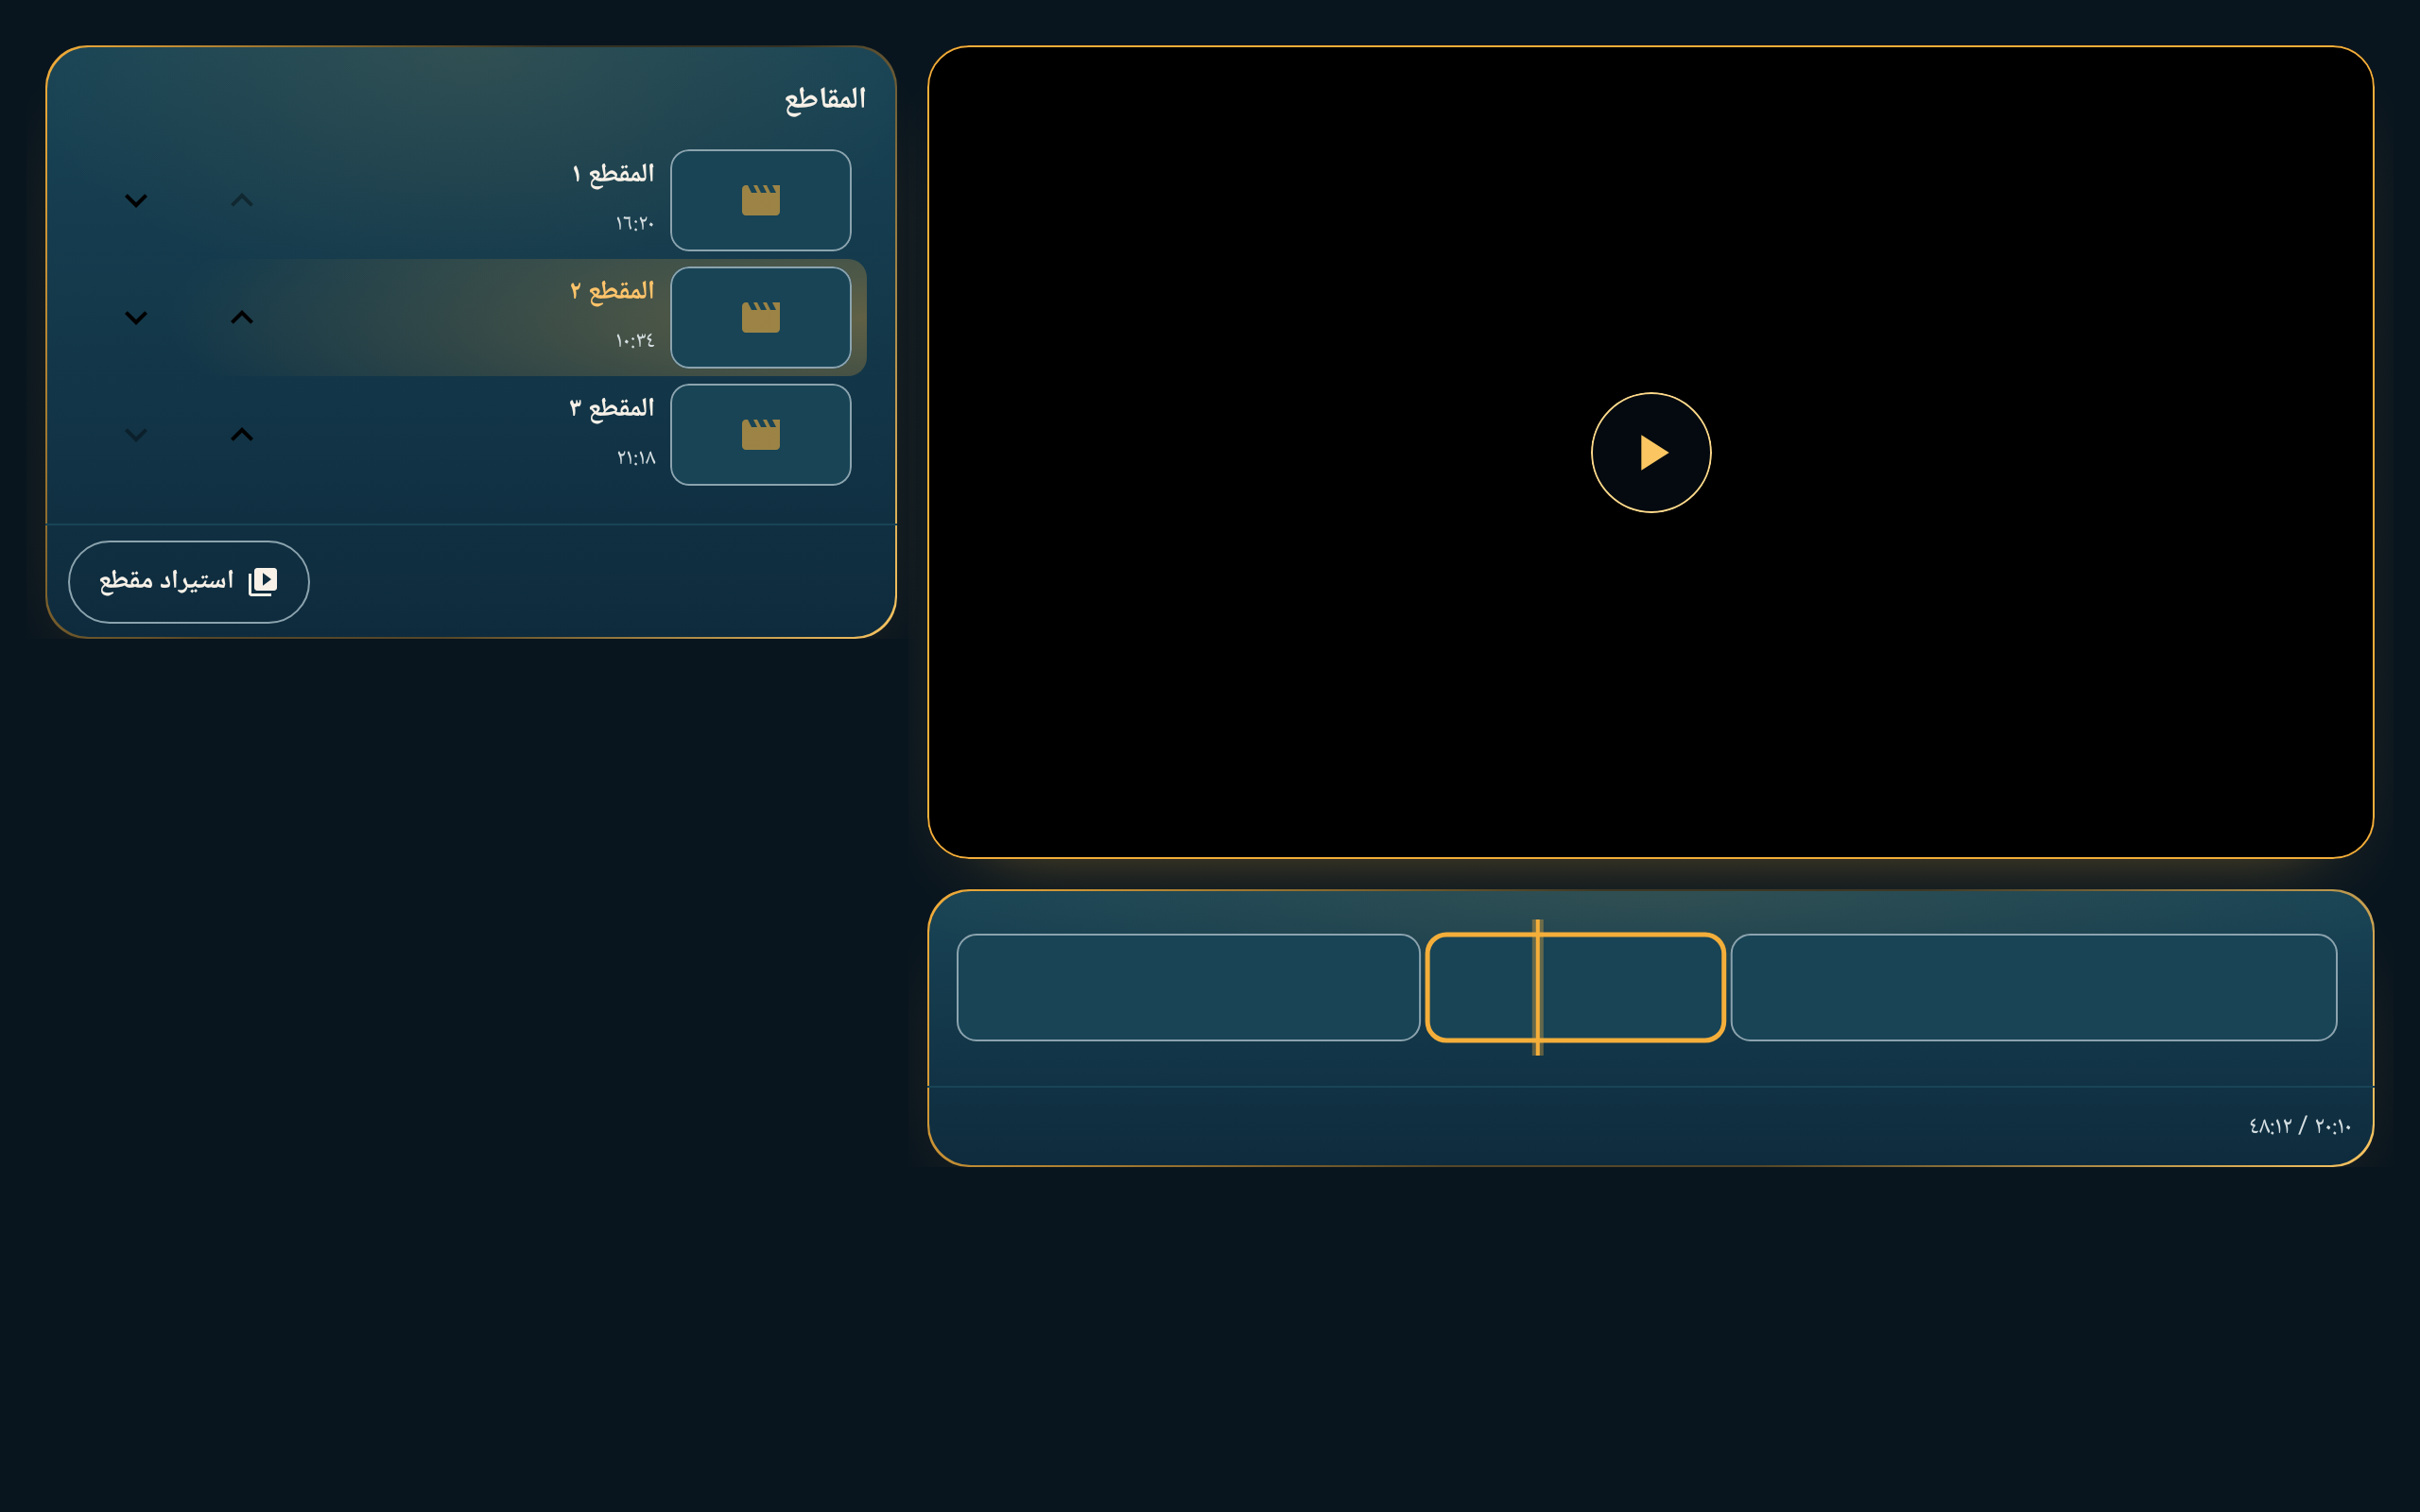 المقاطع
المقطع ١
١٦:٢٠
المقطع ٢
١٠:٣٤
المقطع ٣
٢١:١٨
استيراد مقطع
٢٠:١٠ / ٤٨:١٢